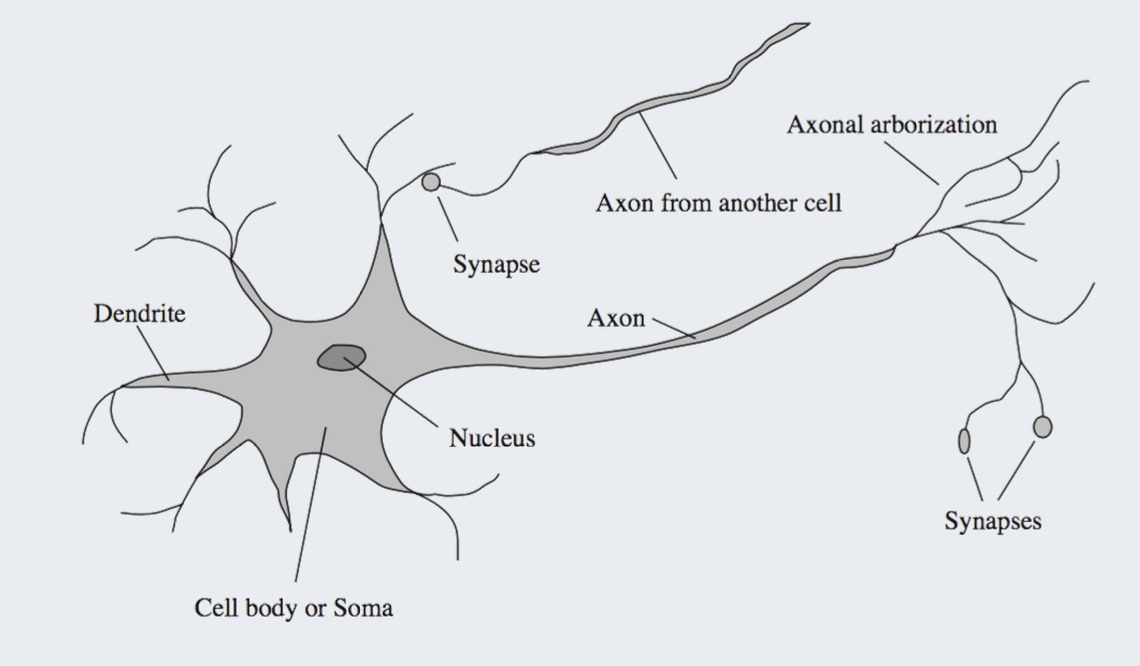 Axonal arborization
Axon from another cell
Synapse
Dendrite
Axon
Nucleus
Synapses
Cell body or Soma